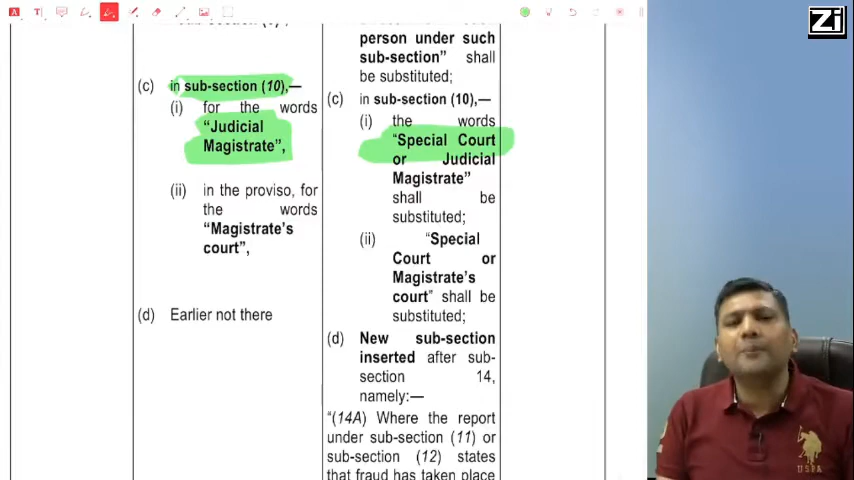 (c) in sub-section (10),—
(i) for the words
“Judicial
Magistrate”,
(ii) in the proviso, for
the words
“Magistrate’s
court”,
(d) Earlier not there
person under such
sub-section” shall
be substituted;
(c) in sub-section (10),—
(i) the words
“Special Court
or Judicial
Magistrate”
shall be
substituted;
(ii) “Special
Court or
Magistrate’s
court” shall be
substituted;
(d) New sub-section
inserted after sub-
section 14,
namely:—
“(14A) Where the report
under sub-section (11) or
sub-section (12) states
that fraud has taken place
Zi
USPA